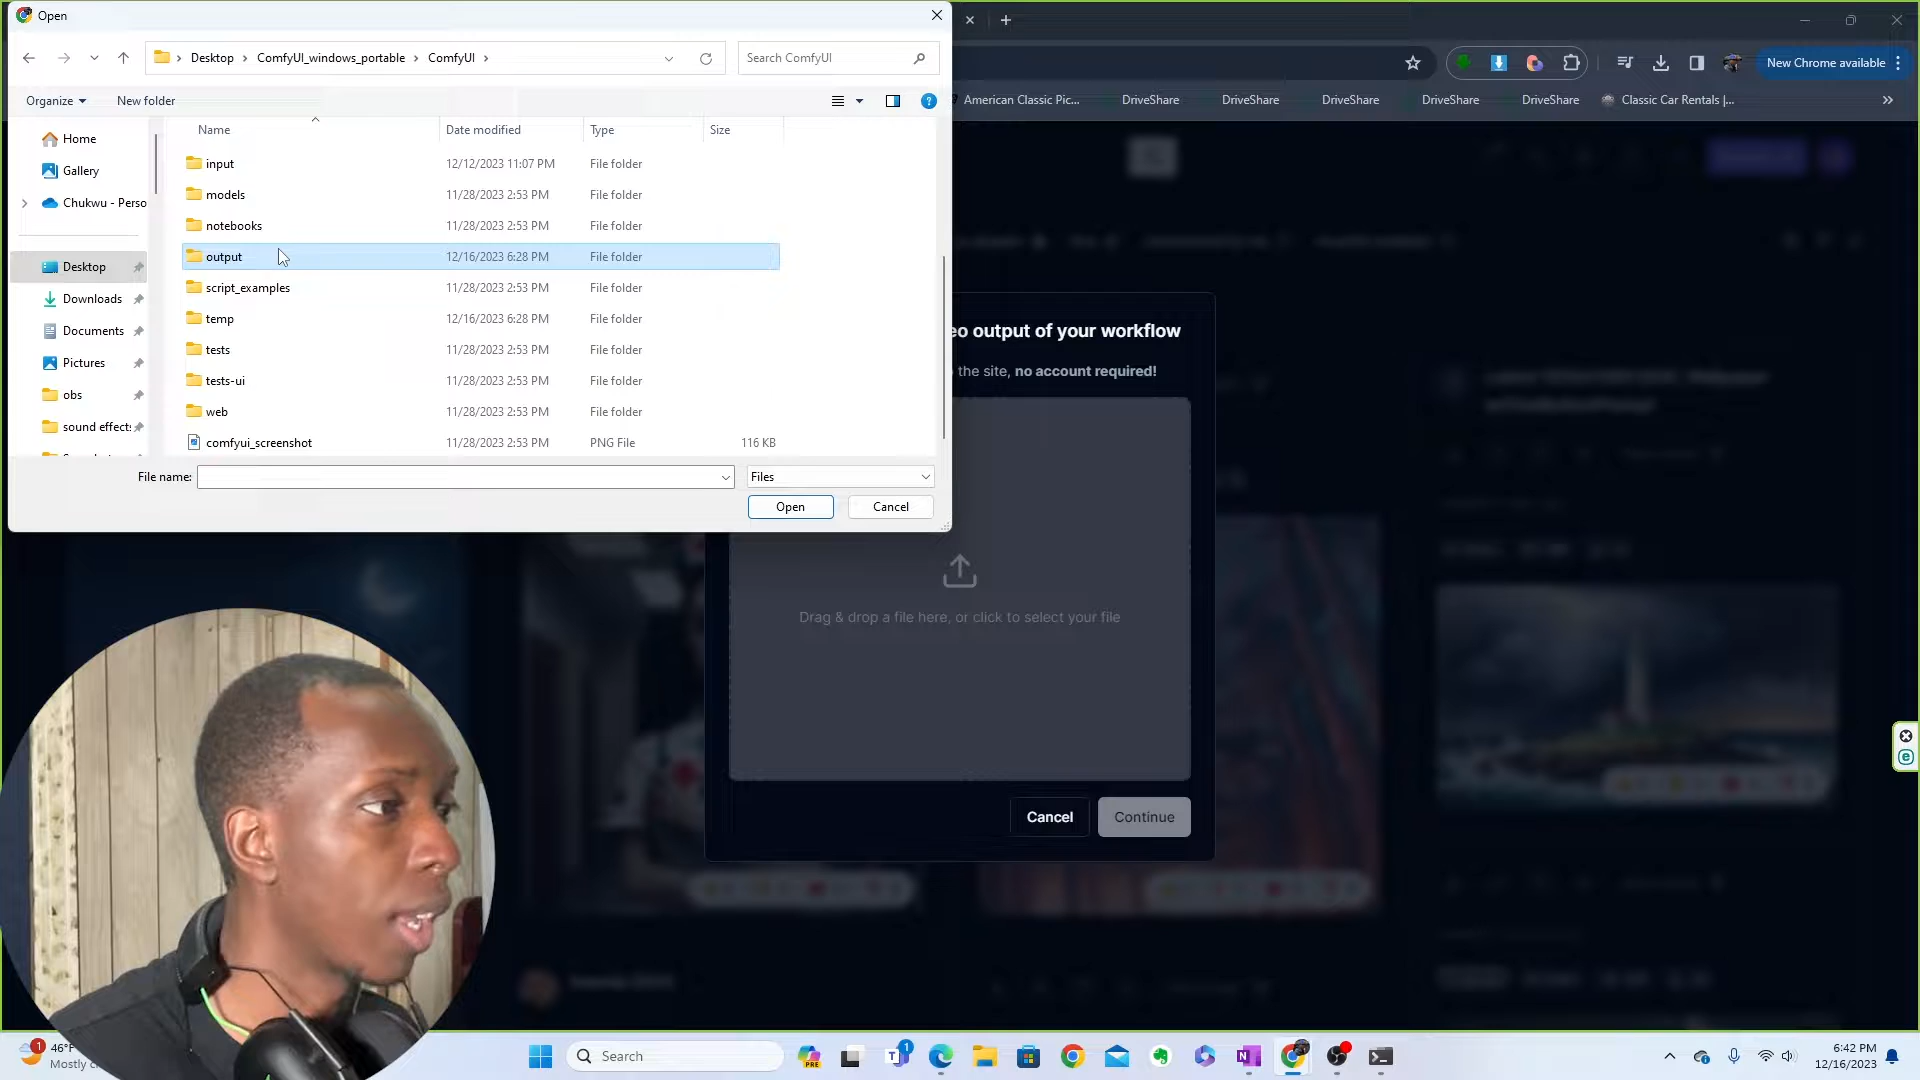 Open
Desktop > ComfyUI_windows_portable > ComfyUI >
Search ComfyUI
New Chrome available
Organize
New folder
American Classic Pic...
DriveShare
DriveShare
DriveShare
DriveShare
DriveShare
Classic Car Rentals |...
Name
Date modified
Type
Size
Home
Gallery
Chukwu - Perso
Desktop
Downloads
Documents
Pictures
obs
sound effect
input 12/12/2023 11:07 PM File folder
models 11/28/2023 2:53 PM File folder
notebooks 11/28/2023 2:53 PM File folder
output 12/16/2023 6:28 PM File folder
script_examples 11/28/2023 2:53 PM File folder
temp 12/16/2023 6:28 PM File folder
tests 11/28/2023 2:53 PM File folder
tests-ui 11/28/2023 2:53 PM File folder
web 11/28/2023 2:53 PM File folder
comfyui_screenshot 11/28/2023 2:53 PM PNG File 116 KB
File name:
Files
Open
Cancel
eo output of your workflow
the site, no account required!
Drag & drop a file here, or click to select your file
Cancel
Continue
1
46°F
Mostly c
Search
PRE
1
6:42 PM
12/16/2023